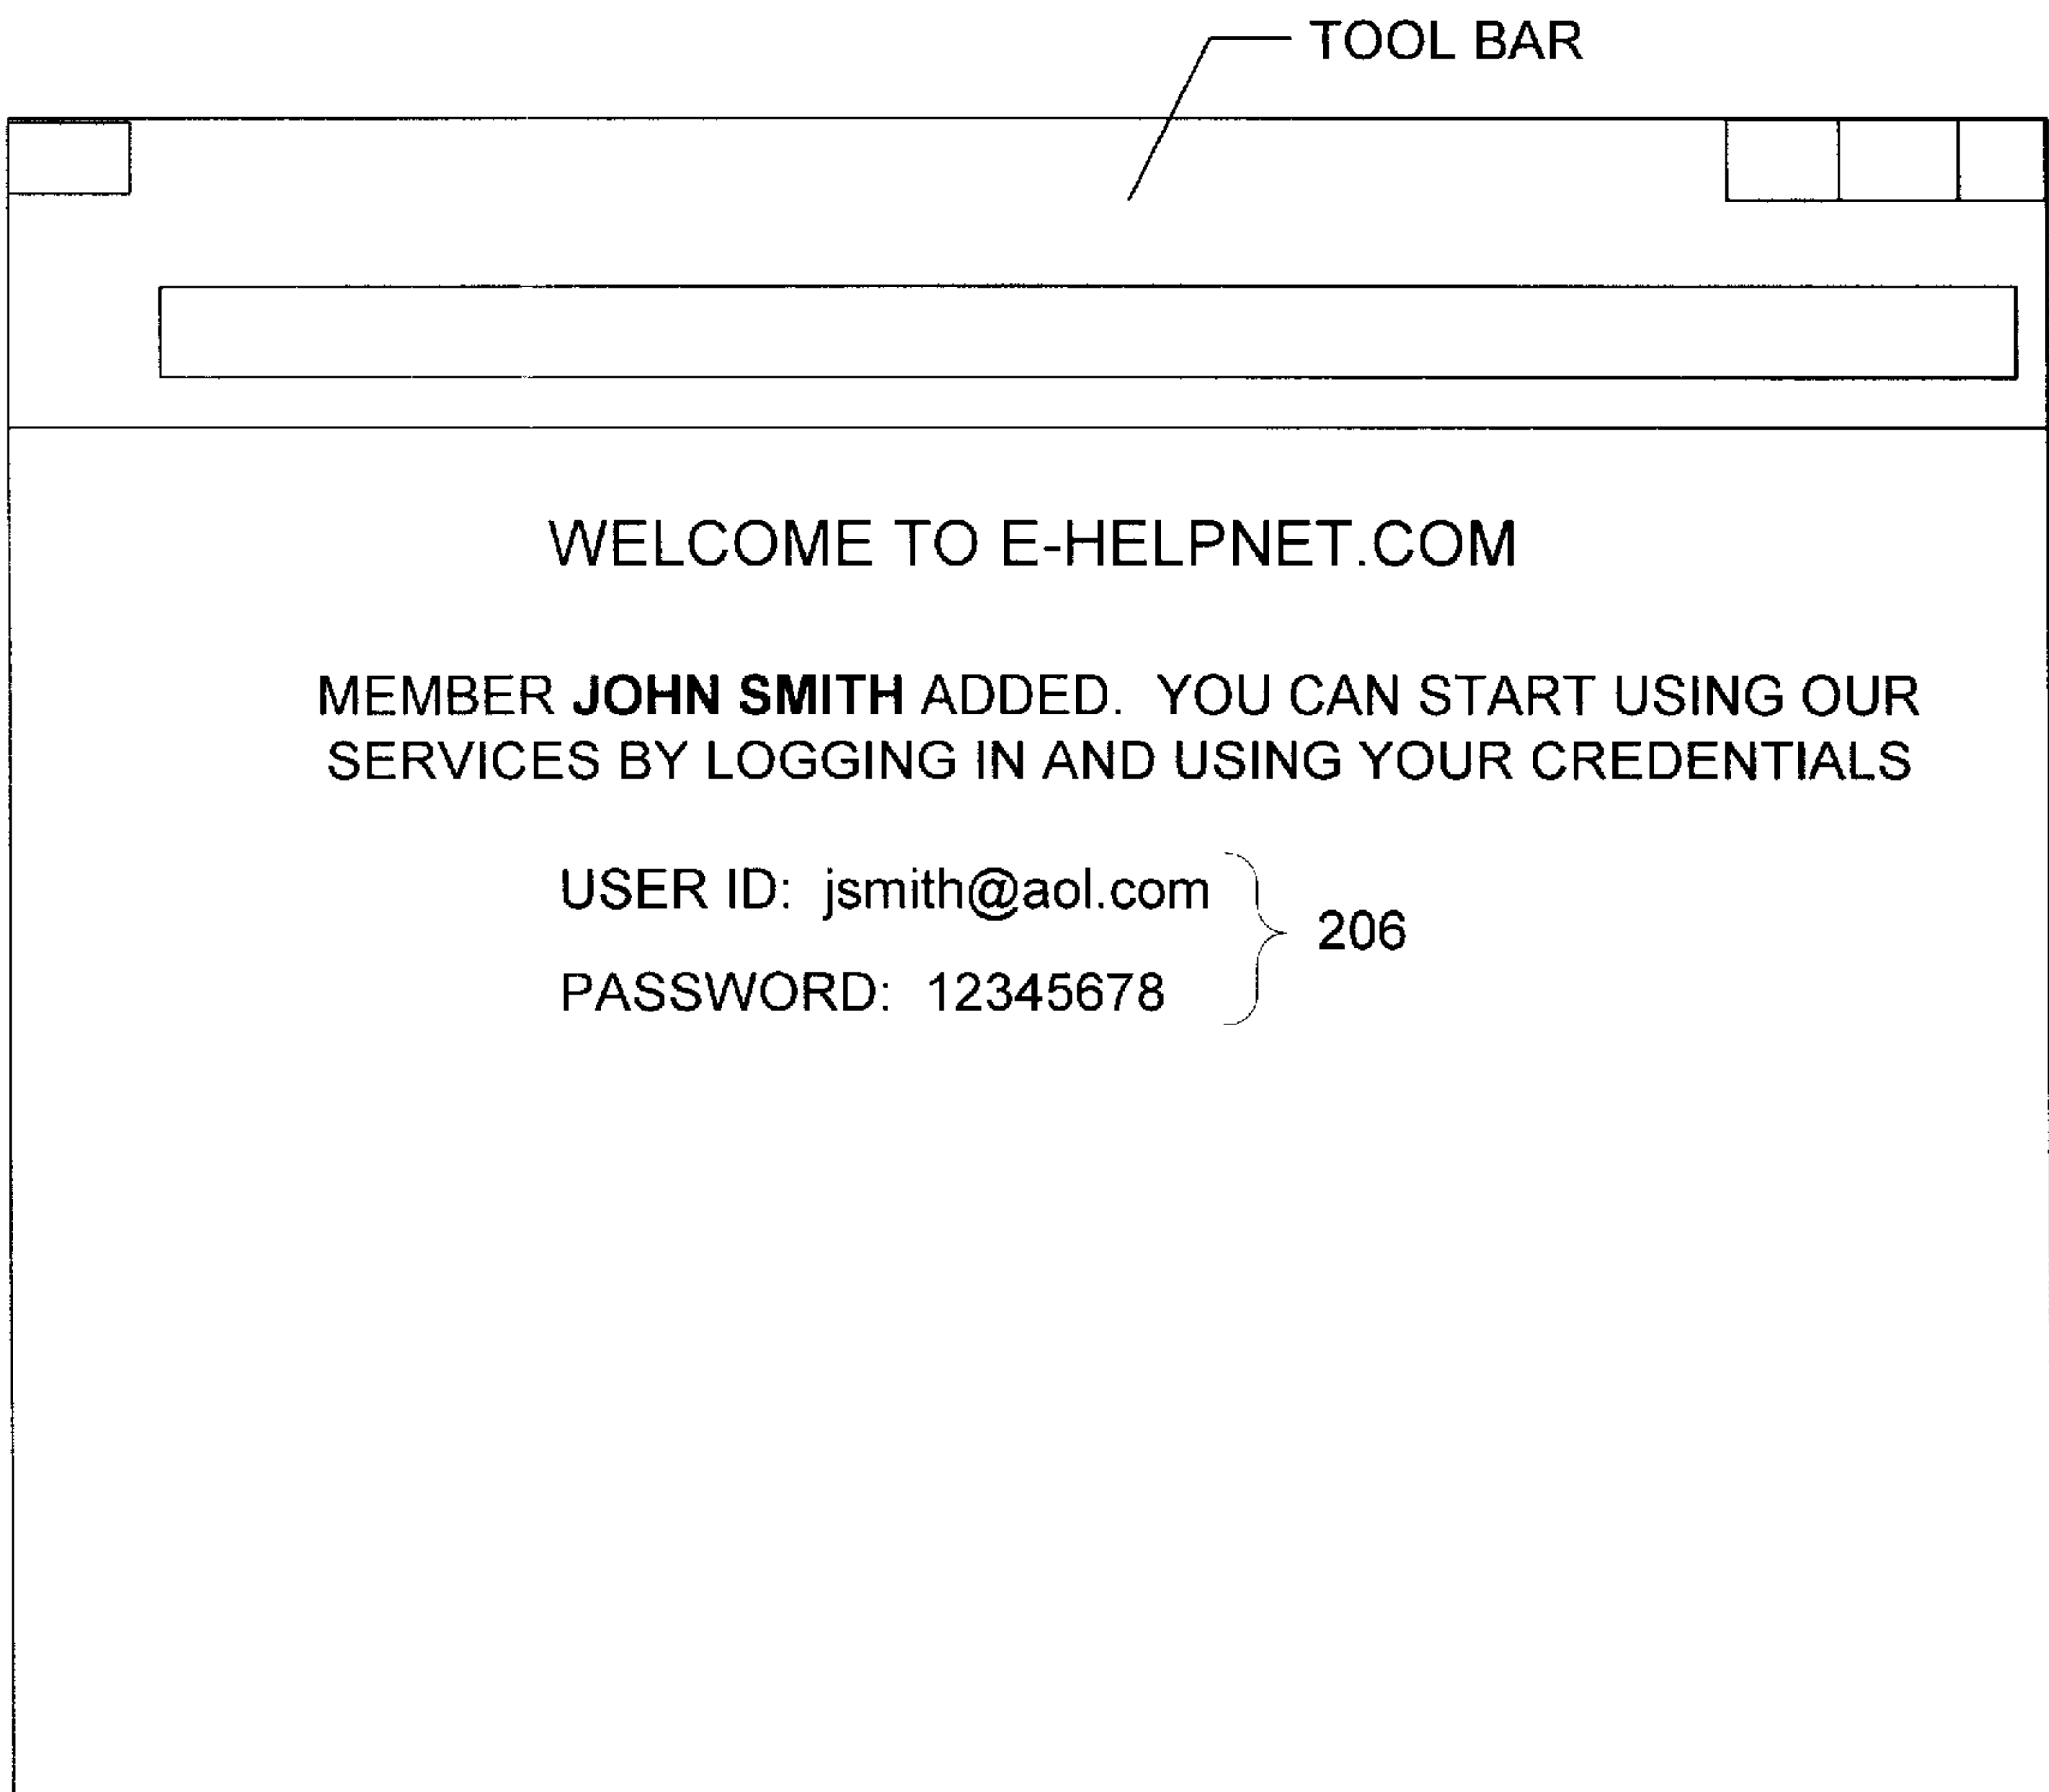 TOOL BAR
WELCOME TO E-HELPNET.COM
MEMBER JOHN SMITH ADDED. YOU CAN START USING OUR
SERVICES BY LOGGING IN AND USING YOUR CREDENTIALS
USER ID: jsmith@aol.com
206
PASSWORD: 12345678